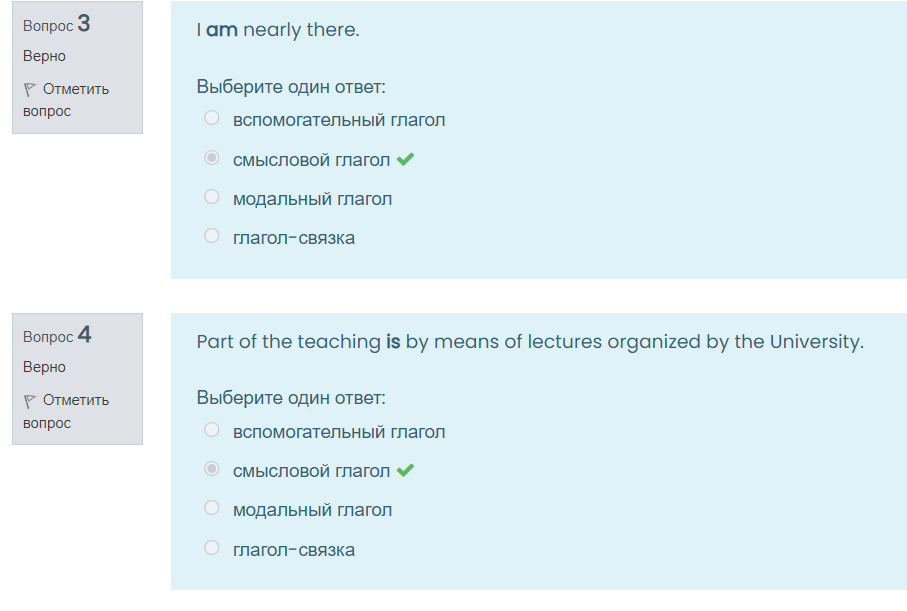 Вопрос 3
Верно
Отметить
вопрос
I am nearly there.
Выберите один ответ:
вспомогательный глагол
смысловой глагол
модальный глагол
глагол-связка
Вопрос 4
Верно
Отметить
вопрос
Part of the teaching is by means of lectures organized by the University.
Выберите один ответ:
вспомогательный глагол
смысловой глагол
модальный глагол
глагол-связка